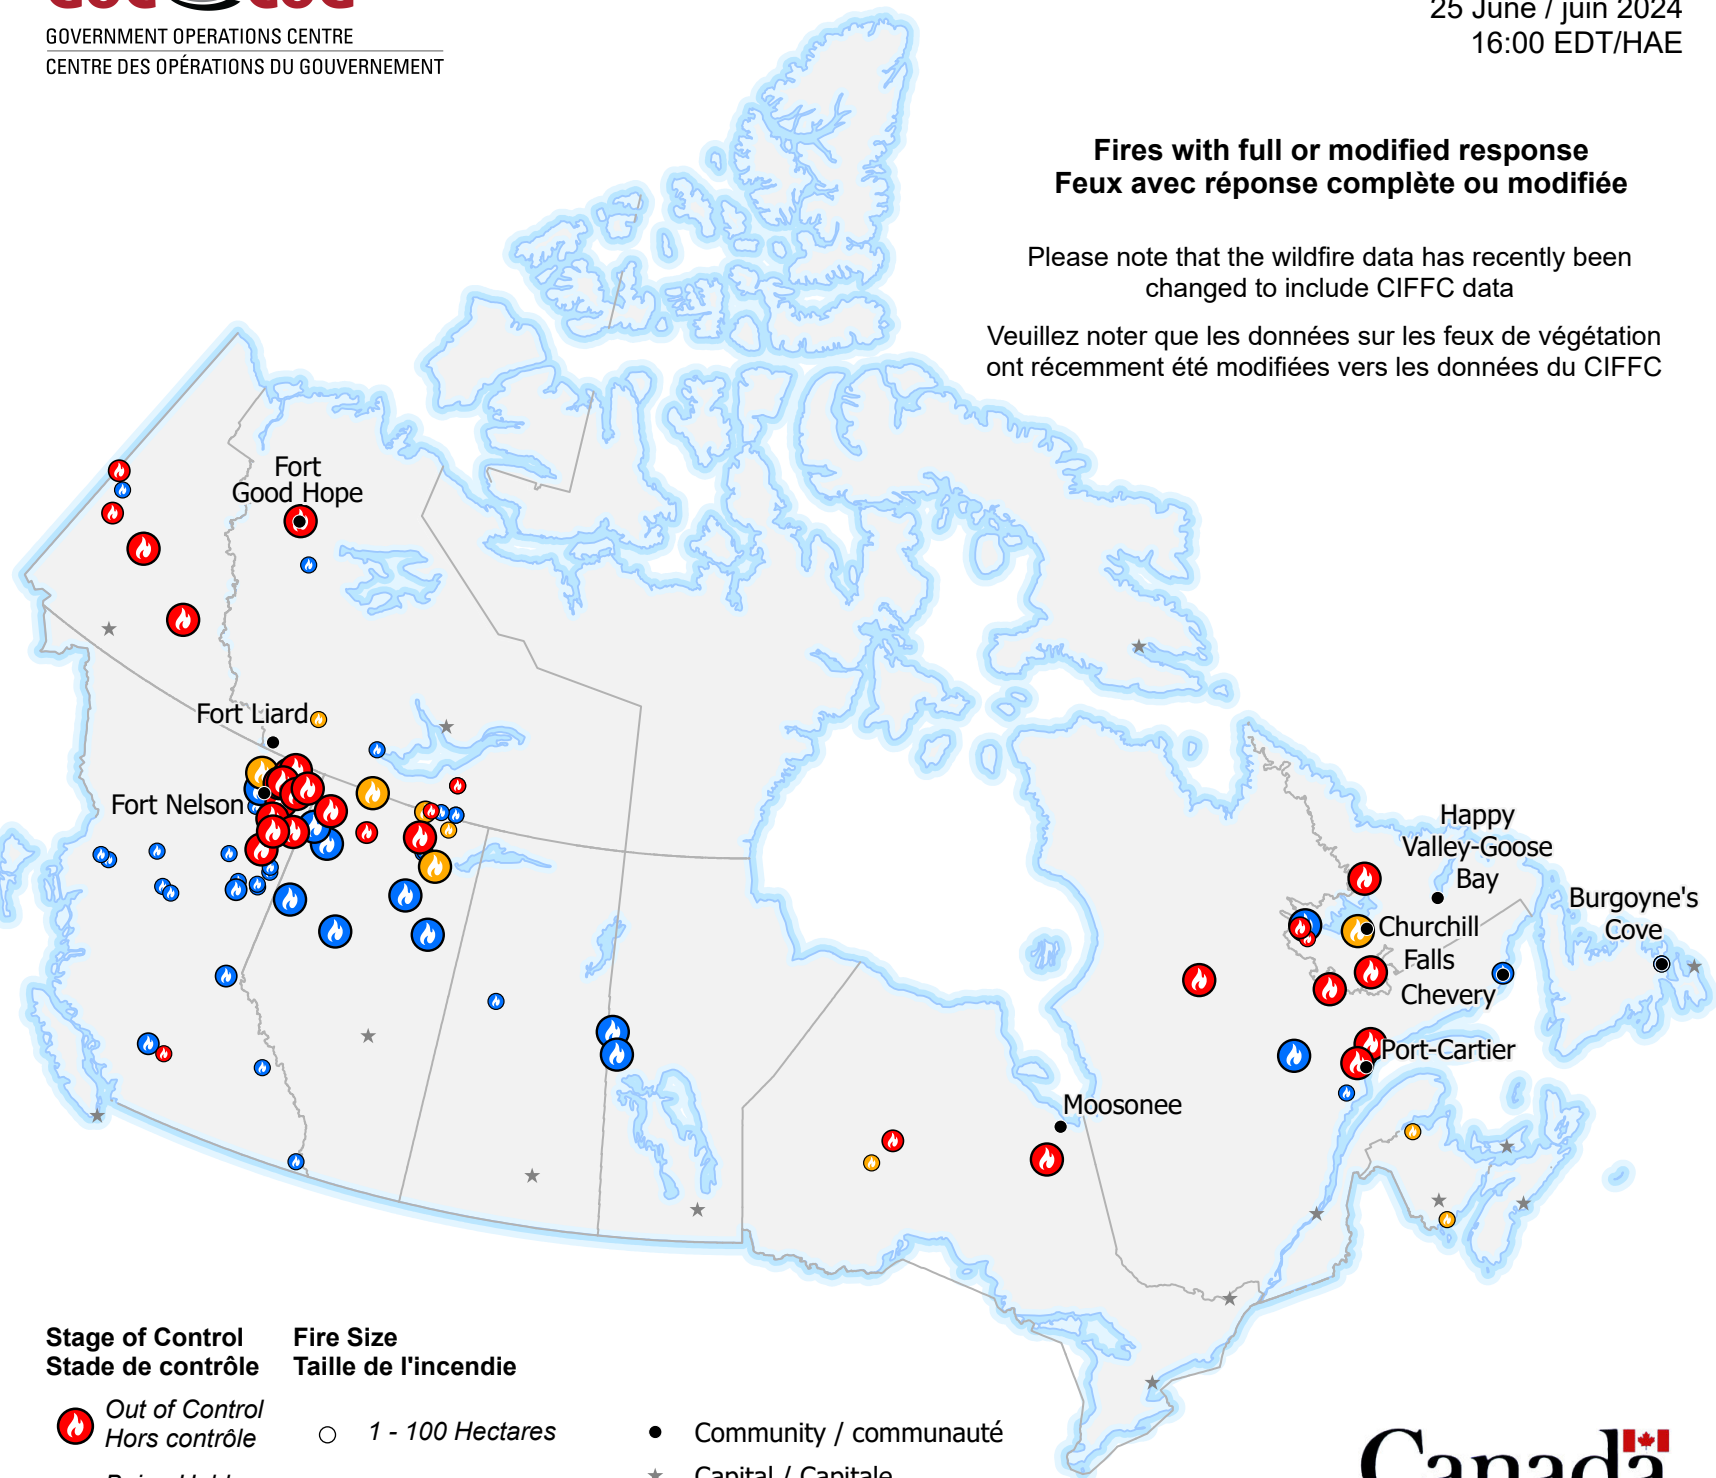 GOVERNMENT OPERATIONS CENTRE
CENTRE DES OPÉRATIONS DU GOUVERNEMENT
25 June / juin 2024
16:00 EDT/HAE
Fires with full or modified response
Feux avec réponse complète ou modifiée
Please note that the wildfire data has recently been
changed to include CIFFC data
Veuillez noter que les données sur les feux de végétation
ont récemment été modifiées vers les données du CIFFC
Fort
Good Hope
Fort Liard
Fort Nelson
Happy
Valley-Goose
Bay
Burgoyne's
Cove
Churchill
Falls
Chevery
Port-Cartier
Moosonee
Stage of Control
Stade de contrôle
Out of Control
Hors contrôle
Fire Size
Taille de l'incendie
1 - 100 Hectares
Community / communauté
Capital / Capitale
Canada